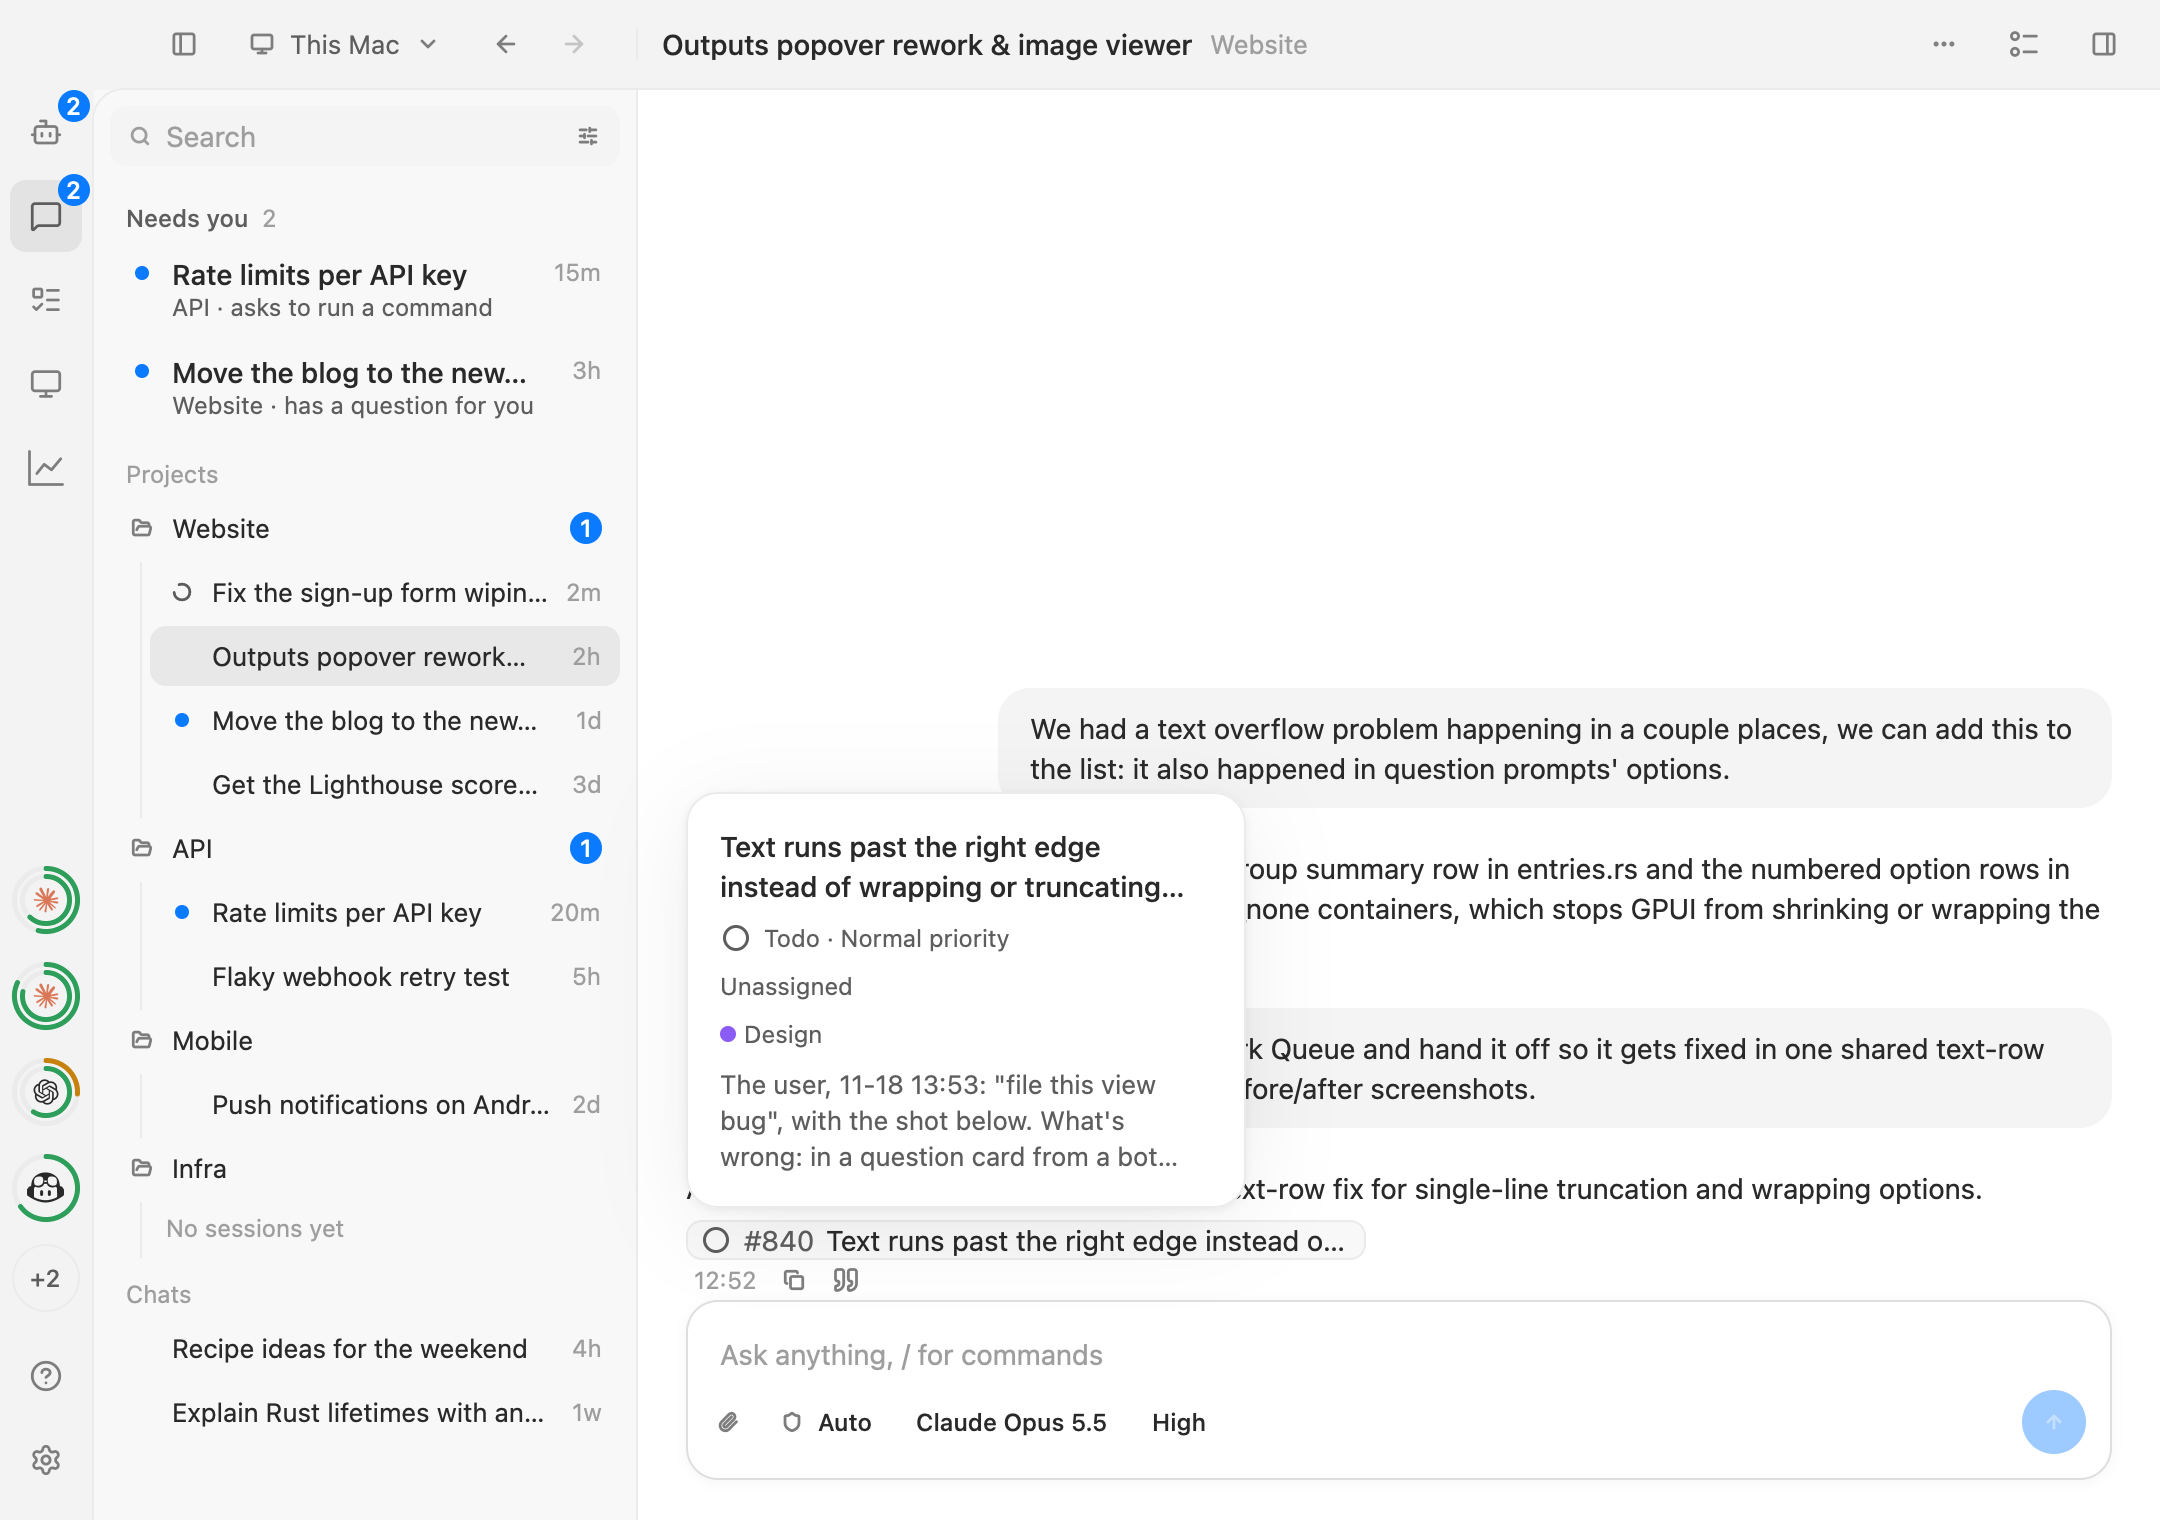 This Mac
Outputs popover rework & image viewer Website
2
2
Search
Needs you 2
Rate limits per API key 15m
API · asks to run a command
Move the blog to the new... 3h
Website · has a question for you
Projects
Website 1
Fix the sign-up form wipin... 2m
Outputs popover rework... 2h
Move the blog to the new... 1d
Get the Lighthouse score... 3d
API 1
Rate limits per API key 20m
Flaky webhook retry test 5h
Mobile
Push notifications on Andr... 2d
Infra
No sessions yet
+2
Chats
Recipe ideas for the weekend 4h
Explain Rust lifetimes with an... 1w
We had a text overflow problem happening in a couple places, we can add this to
the list: it also happened in question prompts' options.
summary row in entries.rs and the numbered option rows in
none containers, which stops GPUI from shrinking or wrapping the
Queue and hand it off so it gets fixed in one shared text-row
screenshots.
Text runs past the right edge
instead of wrapping or truncating...
Todo · Normal priority
Unassigned
Design
The user, 11-18 13:53: "file this view
bug", with the shot below. What's
wrong: in a question card from a bot...
fix for single-line truncation and wrapping options.
#840 Text runs past the right edge instead o...
12:52
Ask anything, / for commands
Auto Claude Opus 5.5 High